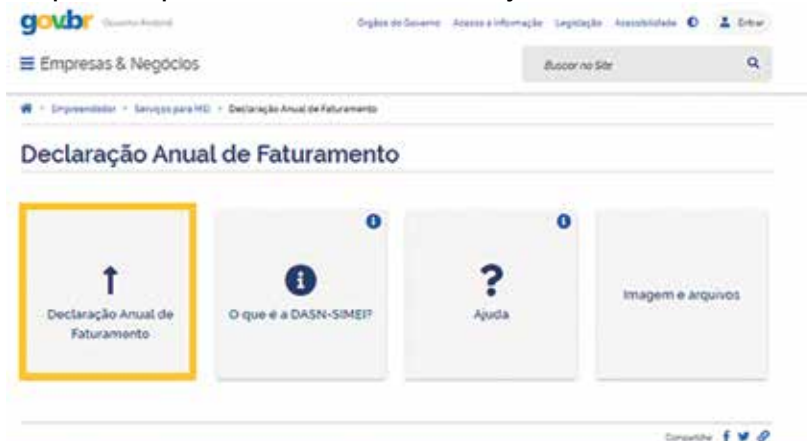 gov.br Governo Federal
Órgãos do Governo Acesso à Informação Legislação Acessibilidade Entrar
Empresas & Negócios
Buscar no Site
Empreendedor > Serviços para MEI > Declaração Anual de Faturamento
Declaração Anual de Faturamento
Declaração Anual de
Faturamento
O que é a DASN-SIMEI?
Ajuda
Imagem e arquivos
Compartilhe